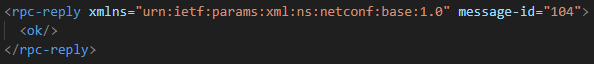 <rpc-reply xmlns="urn:ietf:params:xml:ns:netconf:base:1.0" message-id="104">
  <ok/>
</rpc-reply>